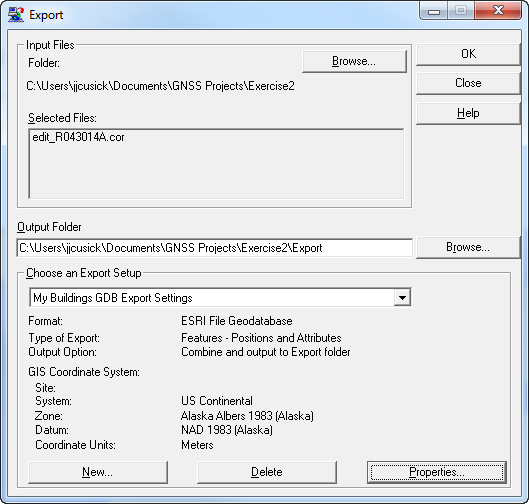 Export
Input Files
Folder:
Browse...
C:\Users\jjcusick\Documents\GNSS Projects\Exercise2
Selected Files:
edit_R043014A.cor
OK
Close
Help
Output Folder
C:\Users\jjcusick\Documents\GNSS Projects\Exercise2\Export
Browse...
Choose an Export Setup
My Buildings GDB Export Settings
Format: ESRI File Geodatabase
Type of Export: Features - Positions and Attributes
Output Option: Combine and output to Export folder
GIS Coordinate System:
Site:
System: US Continental
Zone: Alaska Albers 1983 (Alaska)
Datum: NAD 1983 (Alaska)
Coordinate Units: Meters
New... Delete Properties...